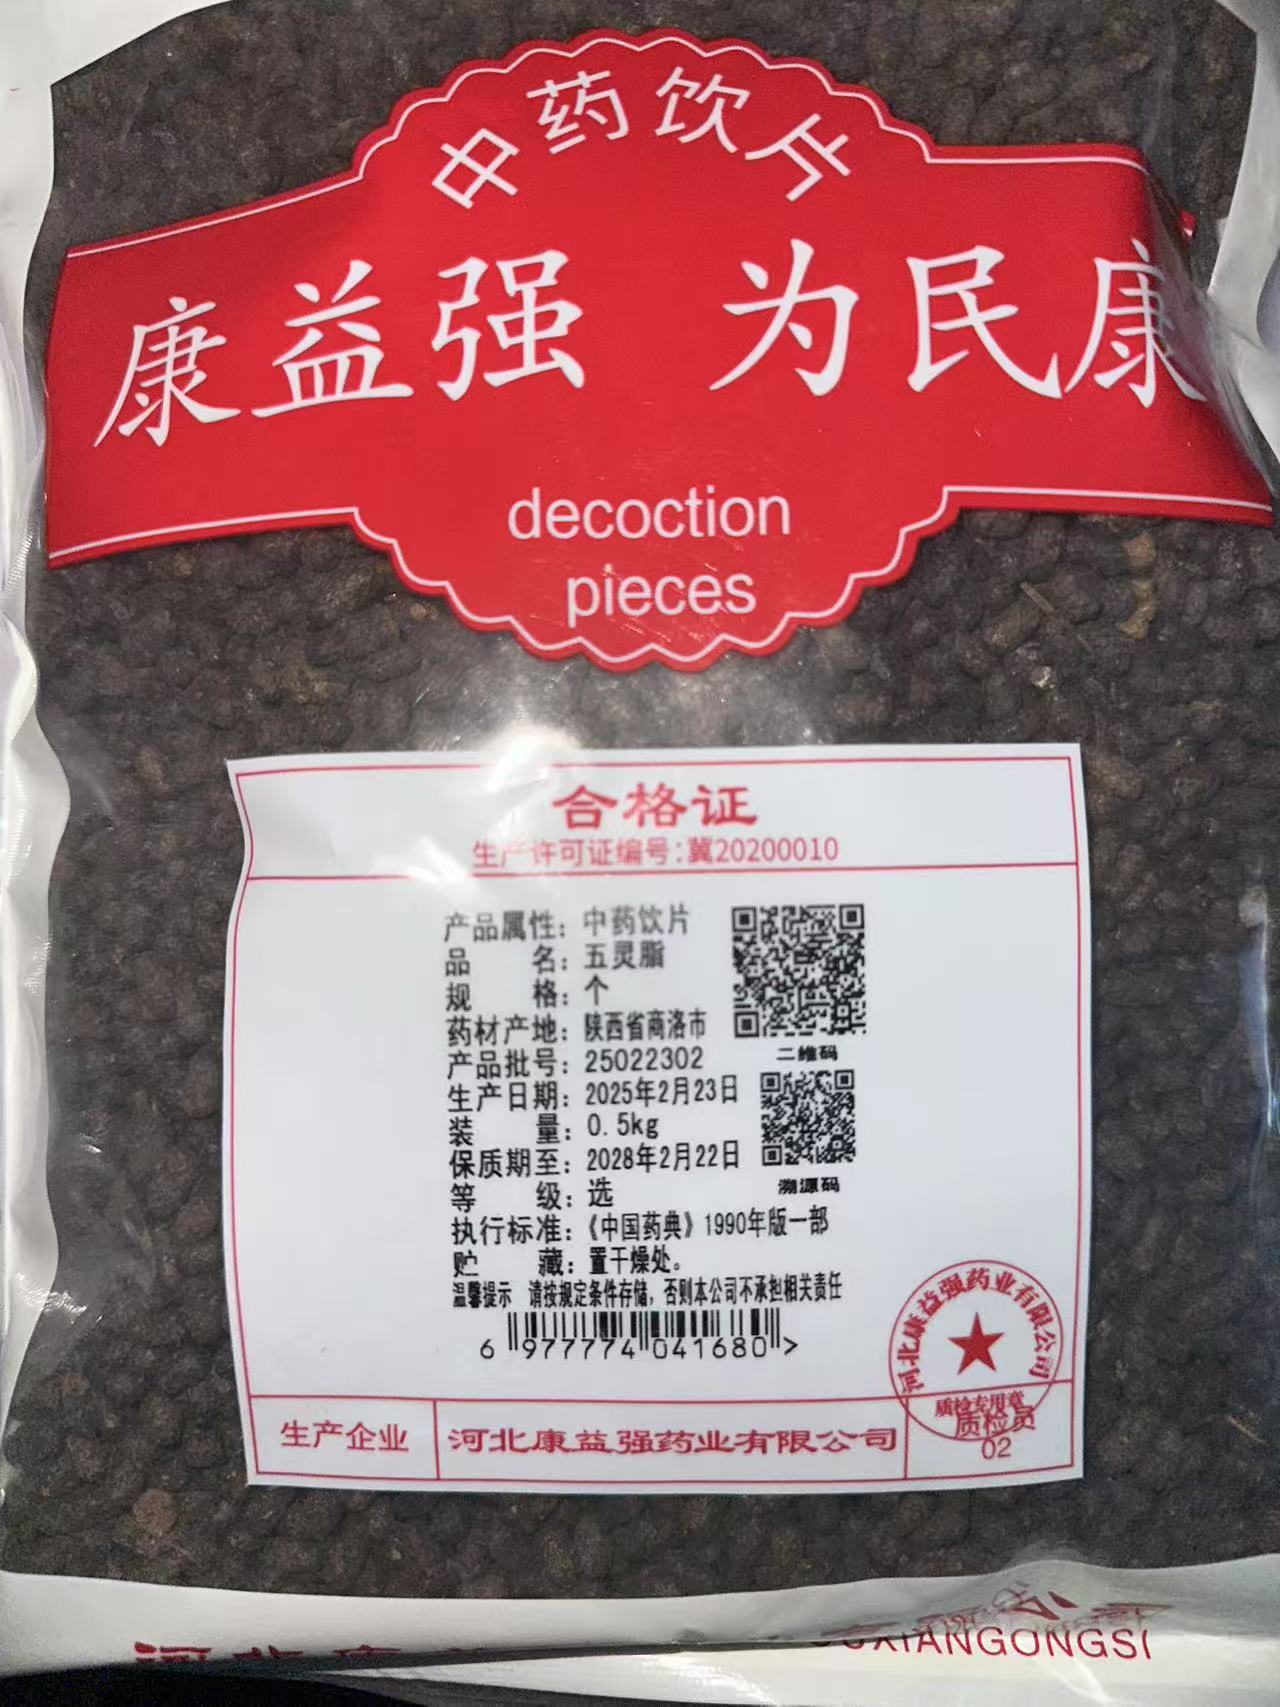 中药饮片
康益强 为民康
decoction
pieces
合格证
生产许可证编号:冀20200010
产品属性: 中药饮片
品 名: 五灵脂
规 格: 个
药材产地: 陕西省商洛市
产品批号: 25022302
生产日期: 2025年2月23日
装 量: 0.5kg
保质期至: 2028年2月22日
等 级: 选
执行标准:《中国药典》1990年版一部
贮 藏: 置干燥处。
温馨提示 请按规定条件存储,否则本公司不承担相关责任
二维码
溯源码
6 977774 041680 >
河北康益强药业有限公司
质检专用章
质检员
02
生产企业 河北康益强药业有限公司
UXIANGONGSI